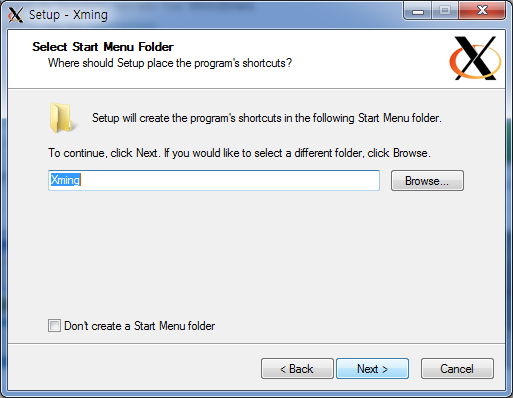 Setup - Xming
Select Start Menu Folder
Where should Setup place the program's shortcuts?
Setup will create the program's shortcuts in the following Start Menu folder.
To continue, click Next. If you would like to select a different folder, click Browse.
Xming
Browse...
Don't create a Start Menu folder
< Back
Next >
Cancel